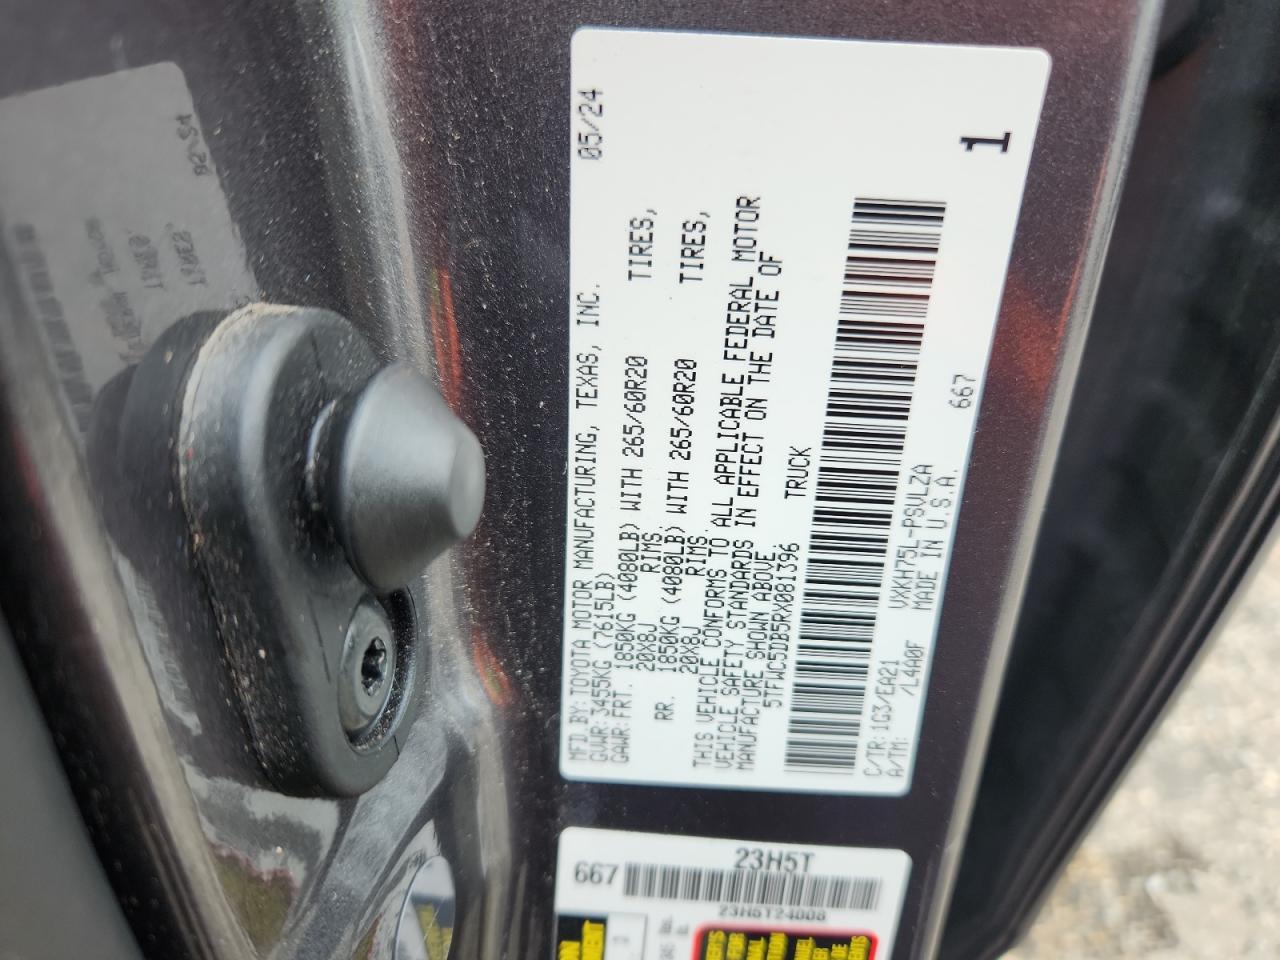 05/24
MFD BY: TOYOTA MOTOR MANUFACTURING, TEXAS, INC.
GVWR: 3455KG (7615LB)
GAWR: FRT. 1850KG (4080LB) WITH 265/60R20 TIRES,
20X8J RIMS
RR. 1850KG (4080LB) WITH 265/60R20 TIRES,
20X8J RIMS
THIS VEHICLE CONFORMS TO ALL APPLICABLE FEDERAL MOTOR
VEHICLE SAFETY STANDARDS IN EFFECT ON THE DATE OF
MANUFACTURE SHOWN ABOVE
5TFWC5DB5RX081396 TRUCK
C/TR: 1G3/EA21 VXKH75L-PSVLZA 667
A/TM: /L4A0F MADE IN U.S.A.
1
23H5T
667
23H5T24008